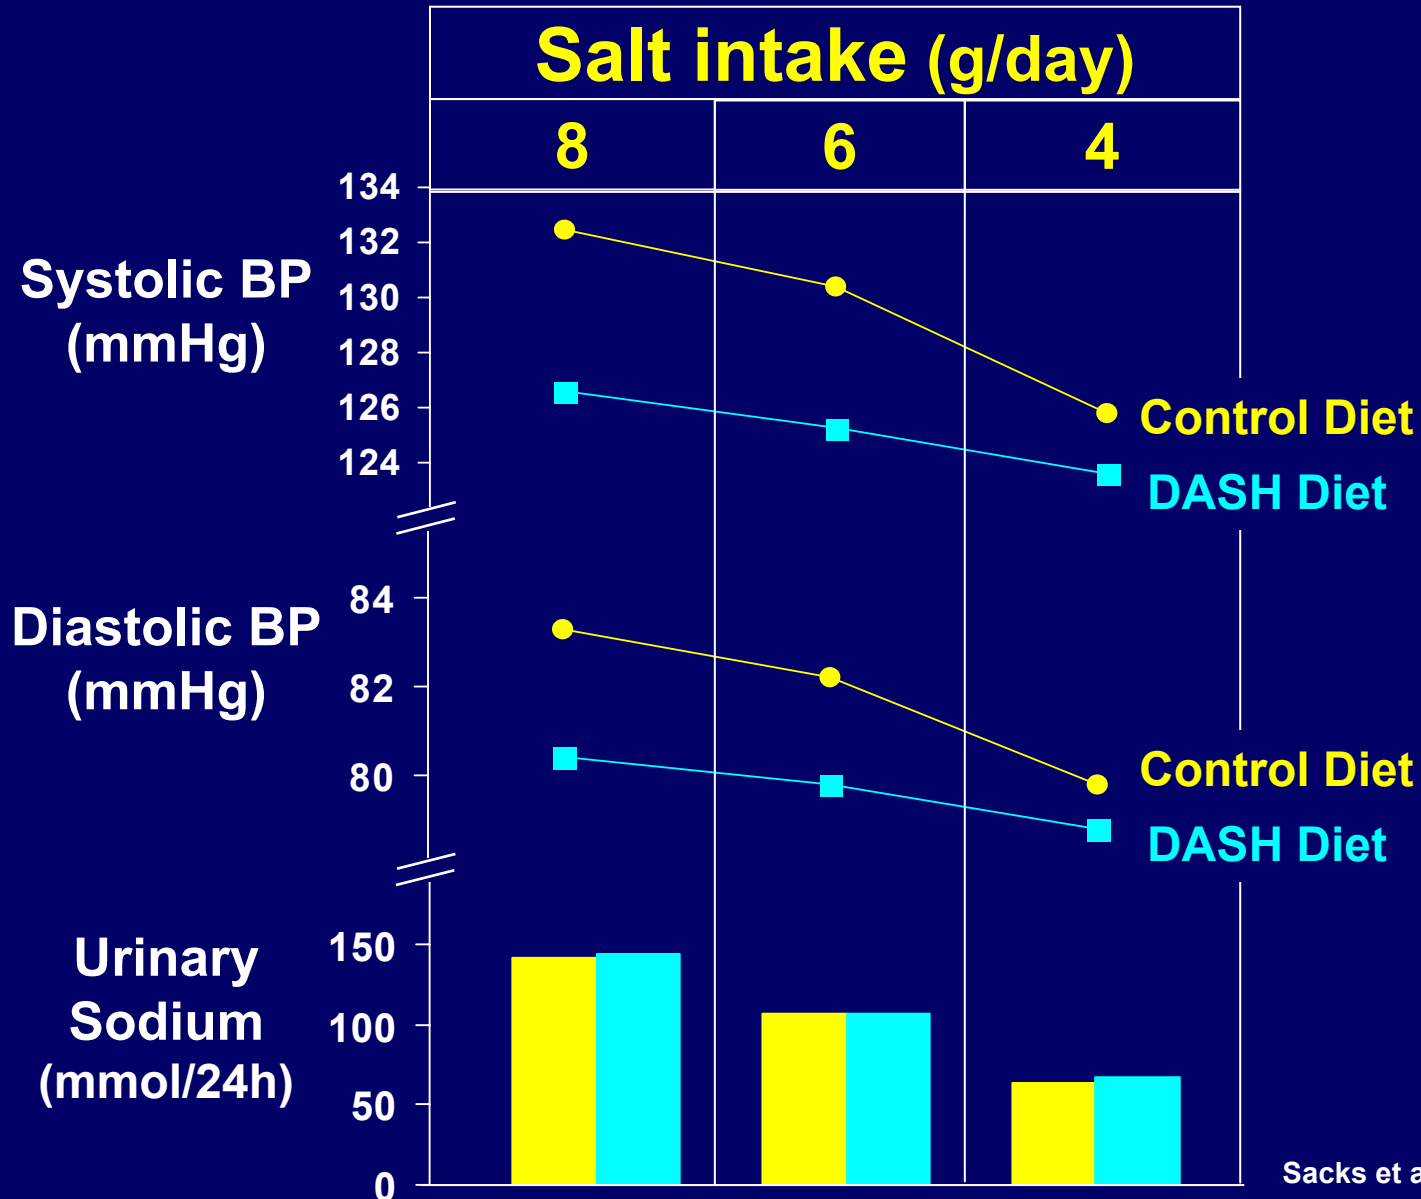 Salt intake (g/day)
8 6 4
134
132
130
128
126
124
Systolic BP
(mmHg)
Control Diet
DASH Diet
84
82
80
Diastolic BP
(mmHg)
Control Diet
DASH Diet
150
100
50
0
Urinary
Sodium
(mmol/24h)
Sacks et a